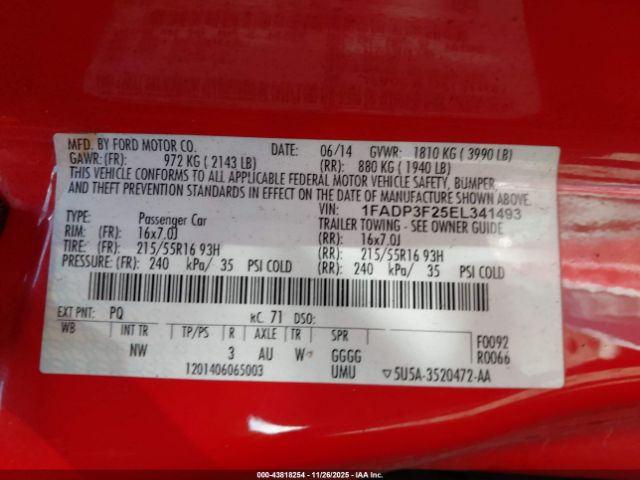 MFD. BY FORD MOTOR CO. DATE: 06/14 GVWR: 1810 KG ( 3990 LB)
GAWR: (FR): 972 KG ( 2143 LB) (RR): 880 KG ( 1940 LB)
THIS VEHICLE CONFORMS TO ALL APPLICABLE FEDERAL MOTOR VEHICLE SAFETY, BUMPER,
AND THEFT PREVENTION STANDARDS IN EFFECT ON THE DATE OF MANUFACTURE SHOWN ABOVE.
VIN: 1FADP3F25EL341493
TYPE: Passenger Car TRAILER TOWING - SEE OWNER GUIDE
RIM: (FR): 16x7.0J (RR): 16x7.0J
TIRE: (FR): 215/55R16 93H (RR): 215/55R16 93H
PRESSURE: (FR): 240 kPa/ 35 PSI COLD (RR): 240 kPa/ 35 PSI COLD
EXT PNT: PQ RC: 71 DSO:
WB INT TR TP/PS R AXLE TR SPR F0092
NW 3 AU W GGGG R0066
1201406065003 UMU ▽5U5A-3520472-AA
000-43818254 | 11/26/2025 | IAAI.COM